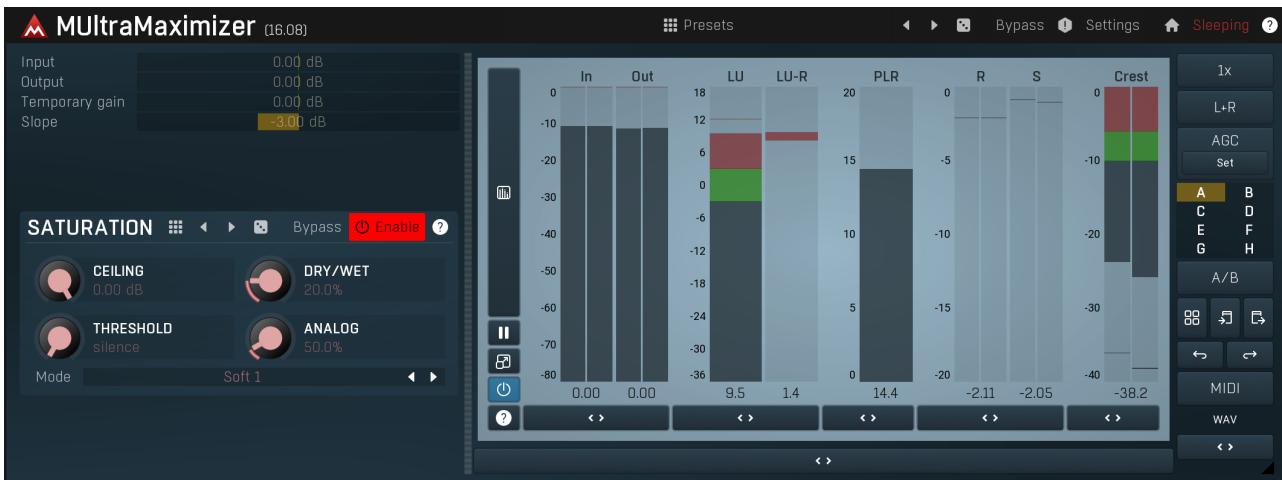 MUltraMaximizer (16.08) Presets Bypass Settings Sleeping ?
Input 0.00 dB
Output 0.00 dB
Temporary gain 0.00 dB
Slope -3.00 dB
SATURATION Bypass Enable ?
CEILING
0.00 dB
DRY/WET
20.0%
THRESHOLD
silence
ANALOG
50.0%
Mode Soft 1
?
In Out LU LU-R PLR R S Crest
0
-10
-20
-30
-40
-50
-60
-70
-80
18
12
6
0
-6
-12
-18
-24
-30
-36
20
15
10
5
0
0
-5
-10
-15
-20
0
-10
-20
-30
-40
0.00 0.00 9.5 1.4 14.4 -2.11 -2.05 -38.2
1x
L+R
AGC
Set
A B
C D
E F
G H
A/B
MIDI
WAV